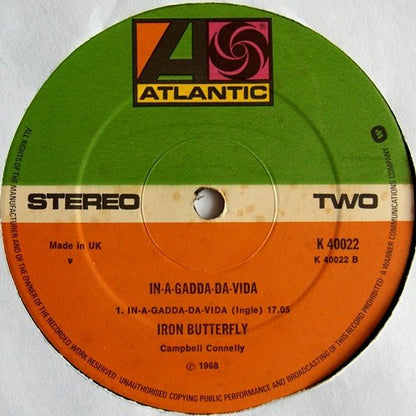 ATLANTIC
STEREO TWO
Made in UK
V
K 40022
K 40022 B
IN-A-GADDA-DA-VIDA
1. IN-A-GADDA-DA-VIDA (Ingle) 17.05
IRON BUTTERFLY
Campbell Connelly
℗ 1968
ALL RIGHTS OF THE MANUFACTURER AND OF THE OWNER OF THE RECORDED WORK RESERVED UNAUTHORISED COPYING PUBLIC PERFORMANCE AND BROADCASTING OF THIS RECORD PROHIBITED · A WARNER COMMUNICATIONS COMPANY